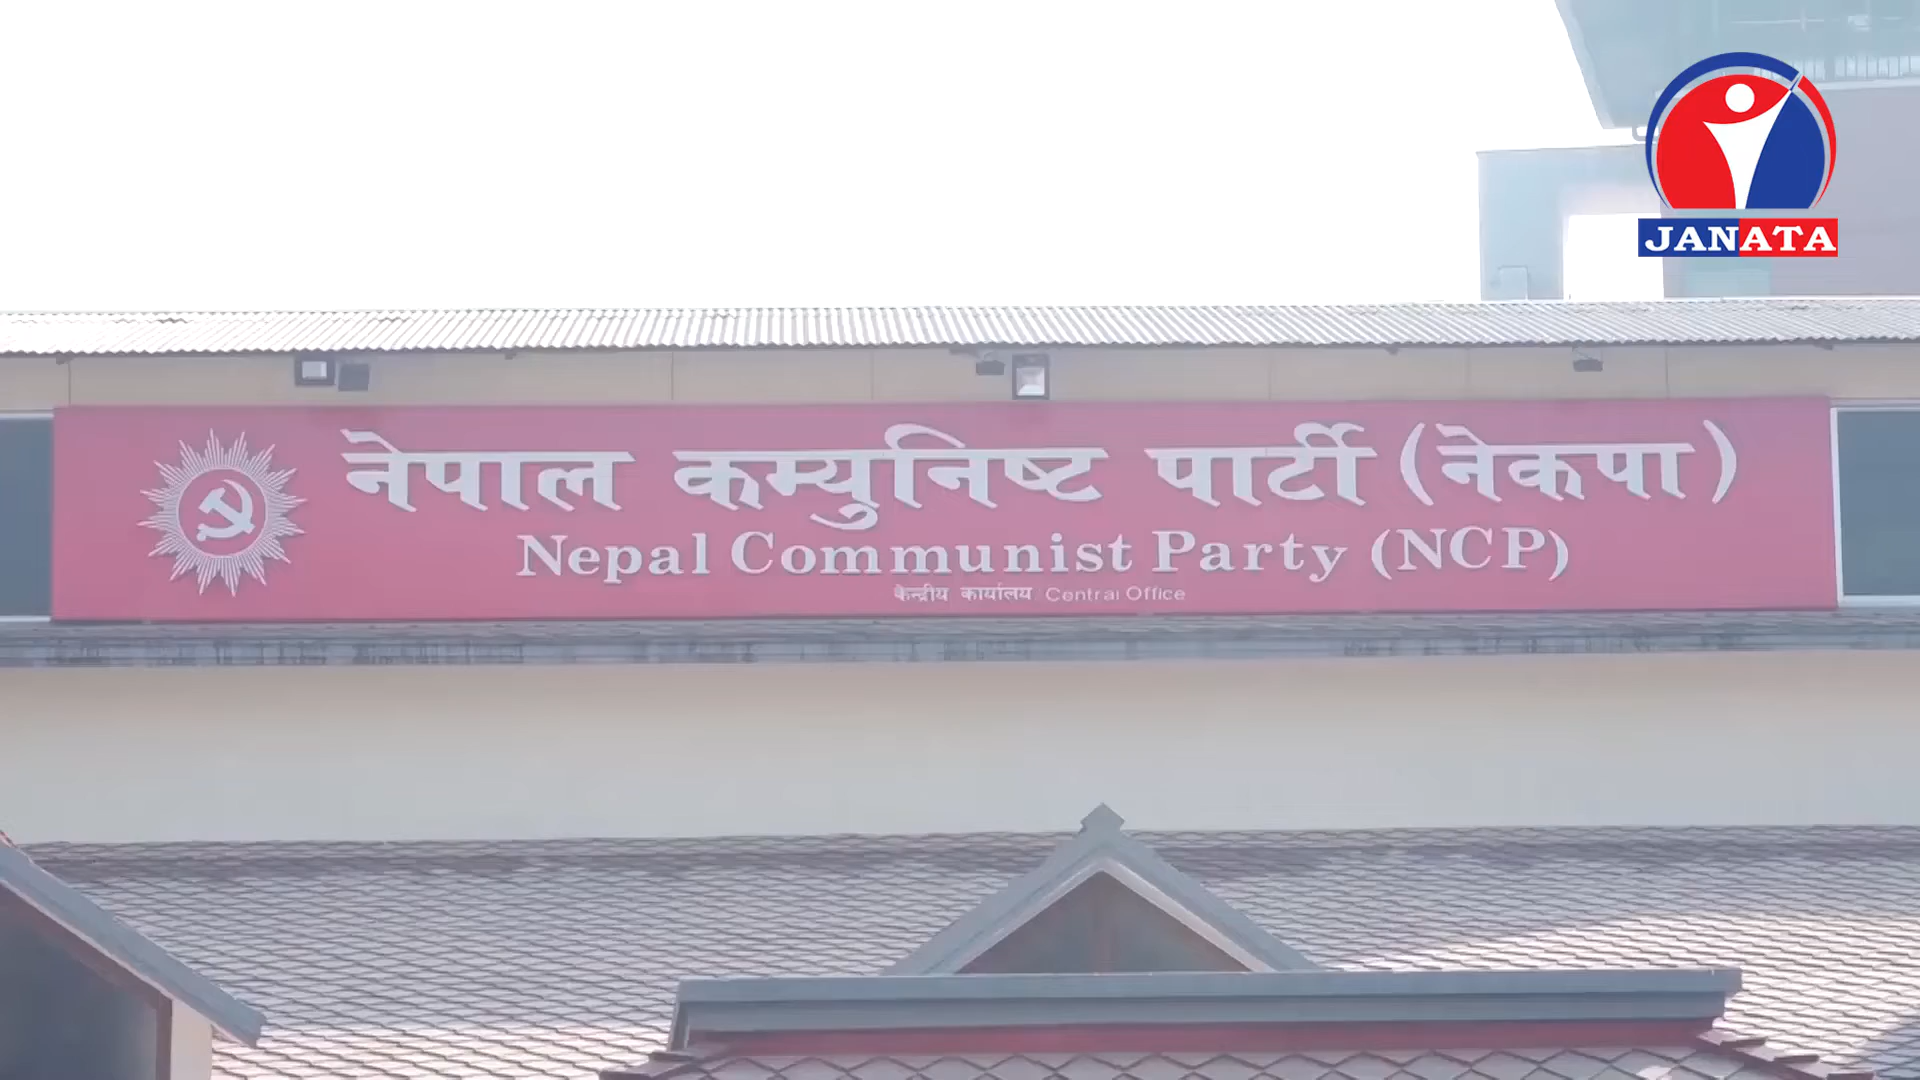 JANATA
नेपाल कम्युनिष्ट पार्टी (नेकपा)
Nepal Communist Party (NCP)
केन्द्रीय कार्यालय Central Office